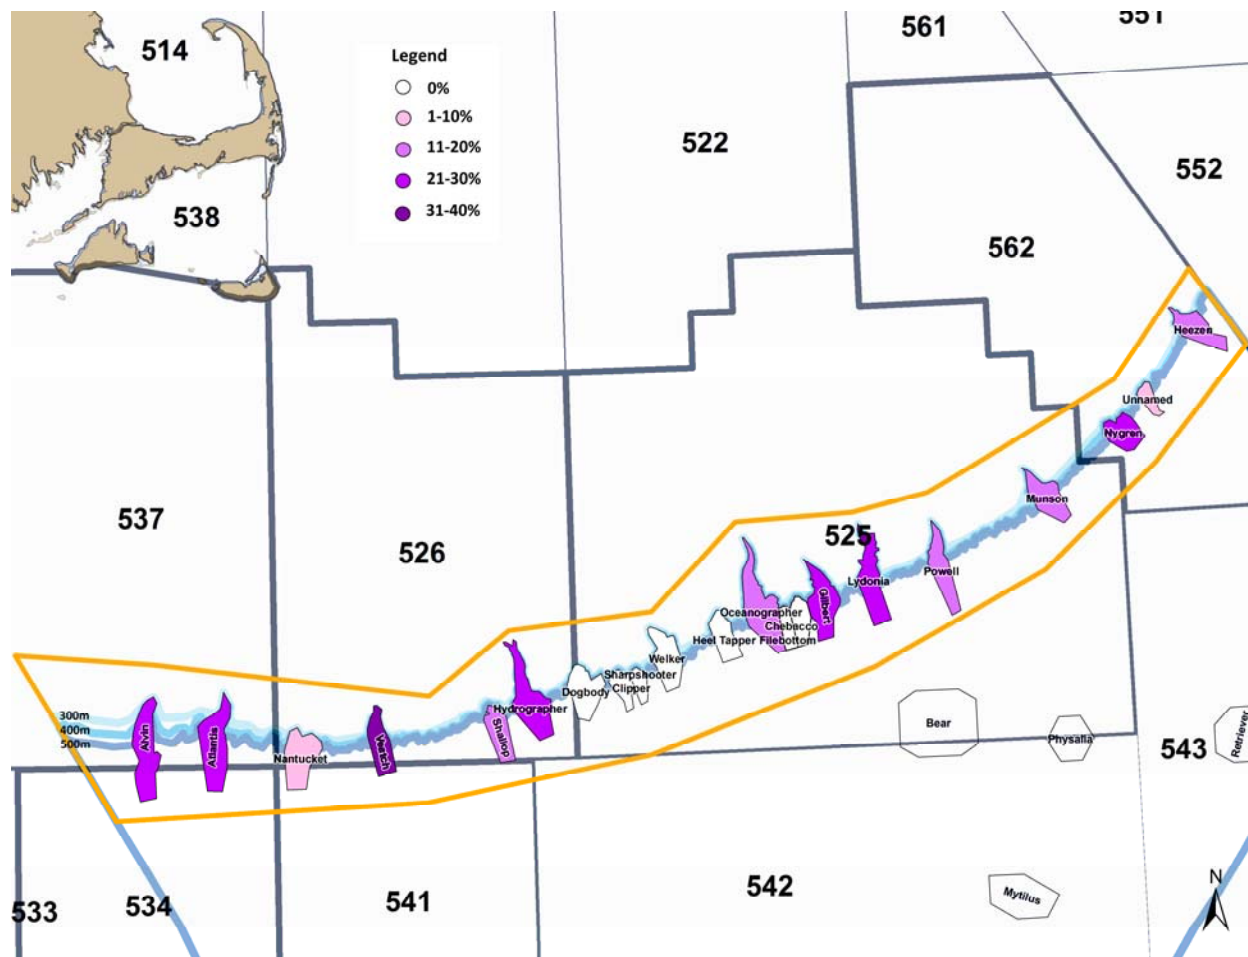 551
561
514
Legend
0%
1-10%
11-20%
21-30%
31-40%
522
552
538
562
Heezen
Unnamed
Nygren
Munson
537
526
525
Powell
Lydonia
Gilbert
Oceanographer
Chebacco
Heel Tapper
Filebottom
Welker
Sharpshooter
Clipper
Dogbody
Hydrographer
Shallop
300m
400m
500m
Alvin
Atlantis
Nantucket
Veatch
Bear
Physalia
Retriever
543
542
541
534
533
Mytilus
N